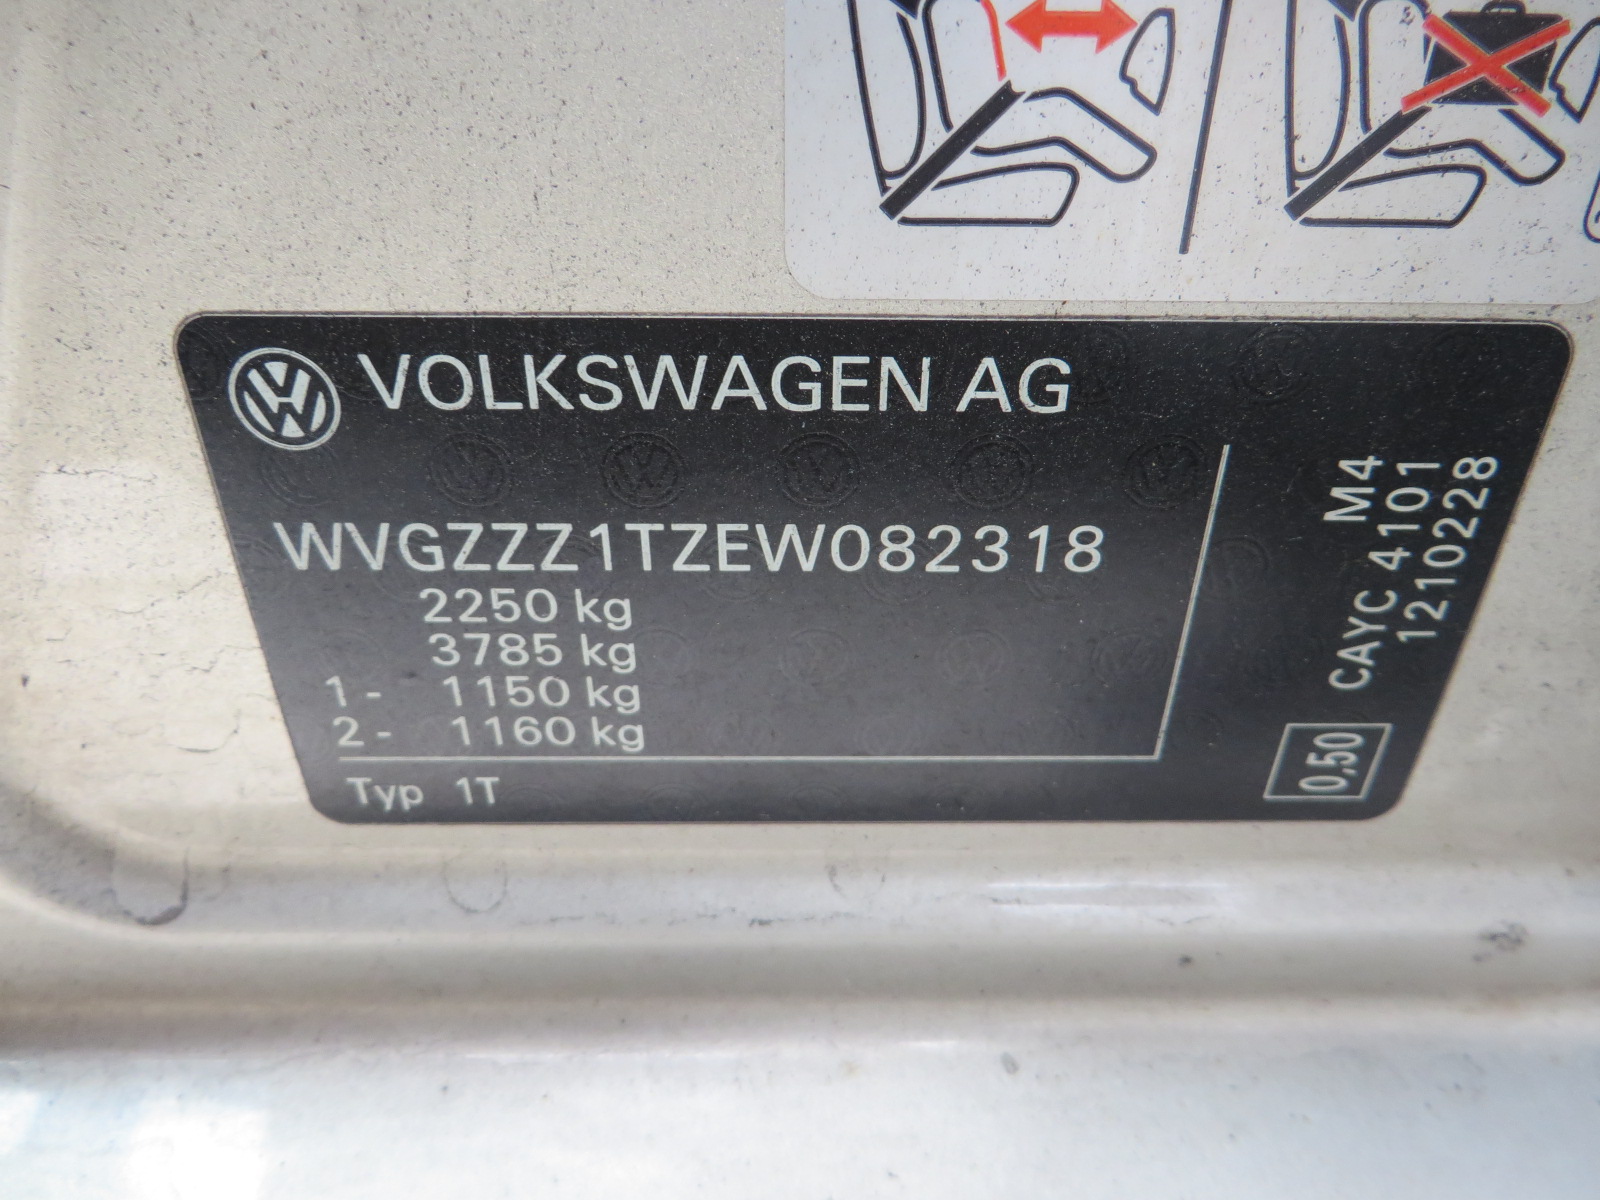 VOLKSWAGEN AG
WVGZZZ1TZEW082318
2250 kg
3785 kg
1 - 1150 kg
2 - 1160 kg
Typ 1T
M4
CAYC 4101
1210228
0,50